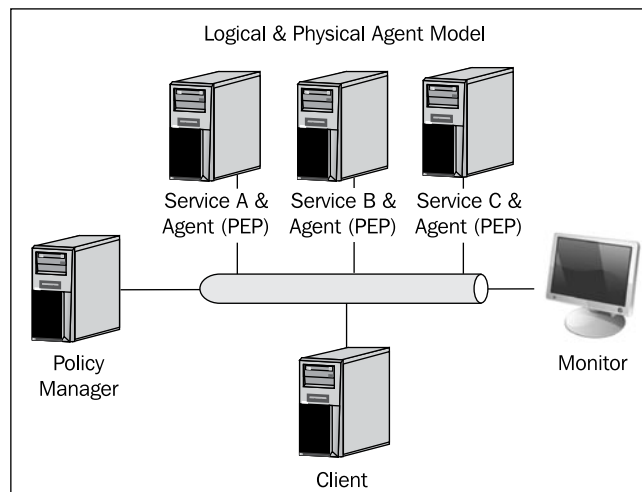 Logical & Physical Agent Model
Service A &
Agent (PEP)
Service B &
Agent (PEP)
Service C &
Agent (PEP)
Policy
Manager
Monitor
Client